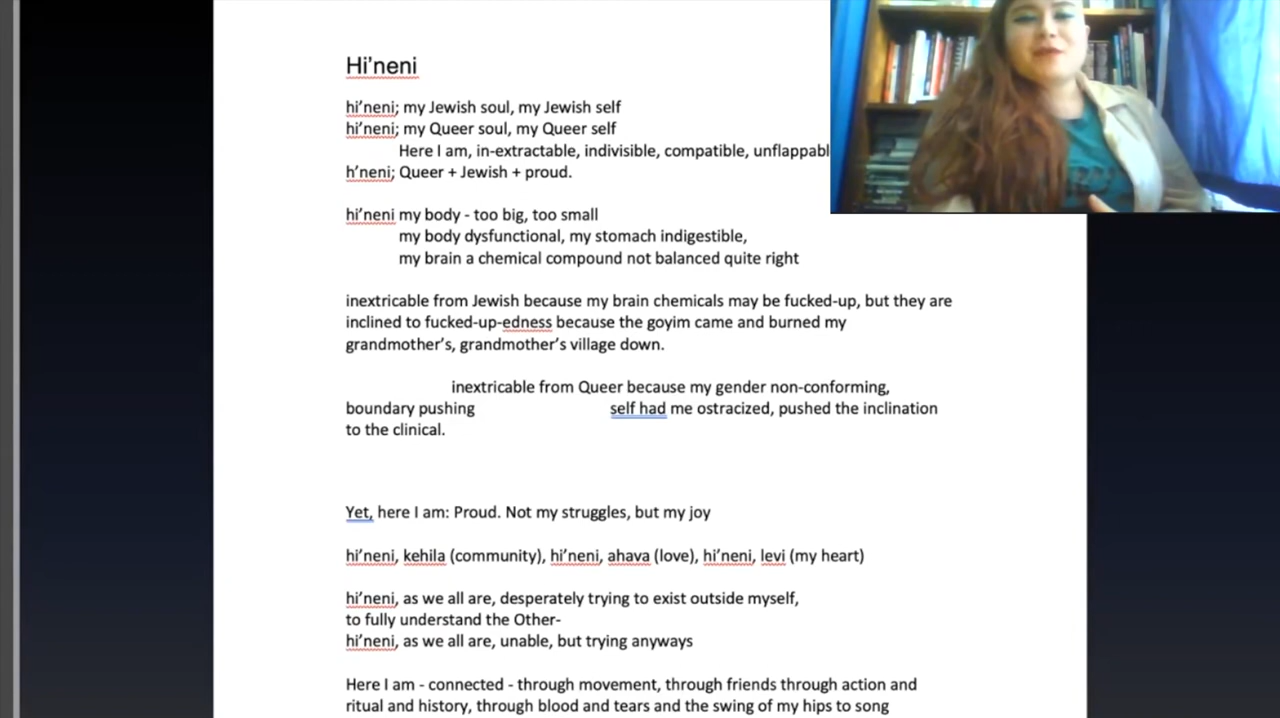 Hi’neni
hi’neni; my Jewish soul, my Jewish self
hi’neni; my Queer soul, my Queer self
Here I am, in-extractable, indivisible, compatible, unflappabl
h’neni; Queer + Jewish + proud.
hi’neni my body - too big, too small
my body dysfunctional, my stomach indigestible,
my brain a chemical compound not balanced quite right
inextricable from Jewish because my brain chemicals may be fucked-up, but they are
inclined to fucked-up-edness because the goyim came and burned my
grandmother’s, grandmother’s village down.
inextricable from Queer because my gender non-conforming,
boundary pushing self had me ostracized, pushed the inclination
to the clinical.
Yet, here I am: Proud. Not my struggles, but my joy
hi’neni, kehila (community), hi’neni, ahava (love), hi’neni, levi (my heart)
hi’neni, as we all are, desperately trying to exist outside myself,
to fully understand the Other-
hi’neni, as we all are, unable, but trying anyways
Here I am - connected - through movement, through friends through action and
ritual and history, through blood and tears and the swing of my hips to song